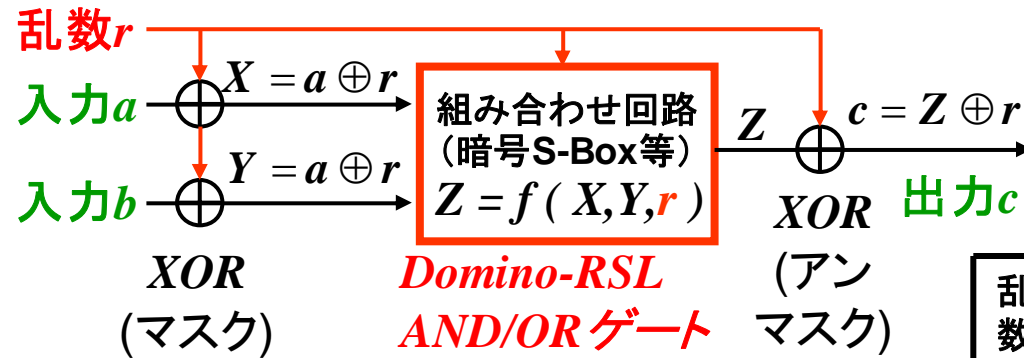 乱数r
入力a
X = a ⊕ r
入力b
Y = a ⊕ r
組み合わせ回路
（暗号S-Box等）
Z = f ( X,Y,r )
Z
c = Z ⊕ r
出力c
XOR
(マスク)
Domino-RSL
AND/ORゲート
XOR
(アン
マスク)
乱
数